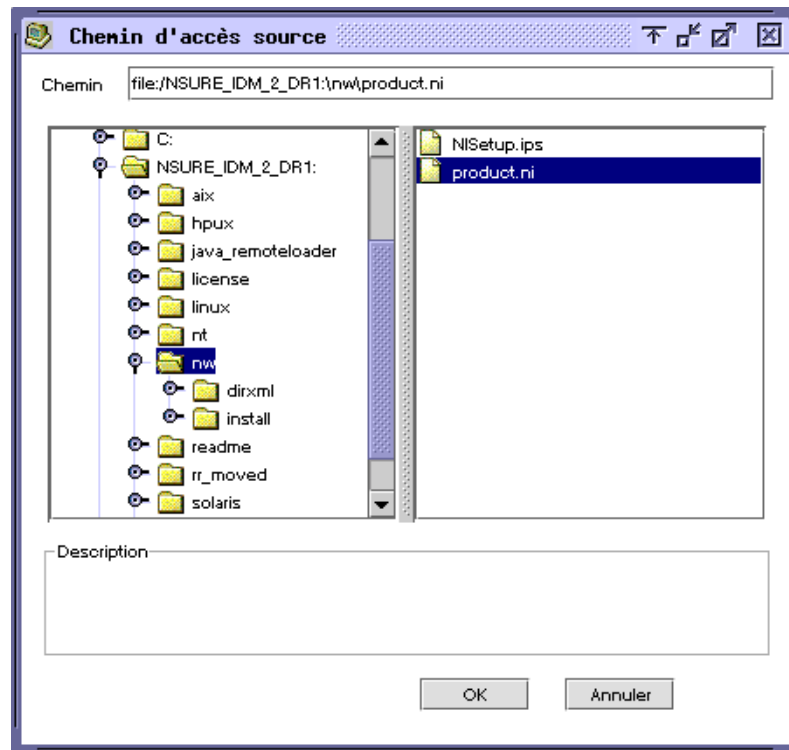 Chemin d'accès source
Chemin file:/NSURE_IDM_2_DR1:\nw\product.ni
C:
NSURE_IDM_2_DR1:
aix
hpux
java_remoteloader
license
linux
nt
nw
dirxml
install
readme
rr_moved
solaris
NISetup.ips
product.ni
Description
OK Annuler